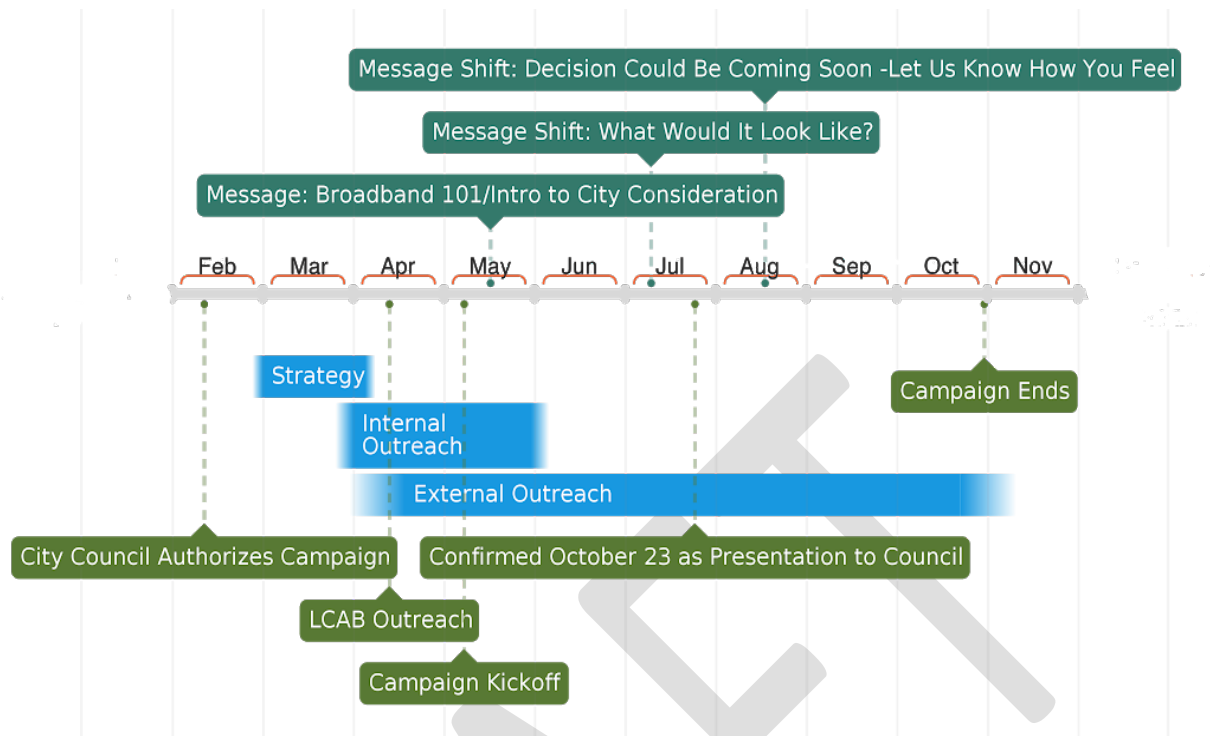 Message Shift: Decision Could Be Coming Soon -Let Us Know How You Feel
Message Shift: What Would It Look Like?
Message: Broadband 101/Intro to City Consideration
Feb Mar Apr May Jun Jul Aug Sep Oct Nov
Strategy
Campaign Ends
Internal
Outreach
External Outreach
City Council Authorizes Campaign
Confirmed October 23 as Presentation to Council
LCAB Outreach
Campaign Kickoff